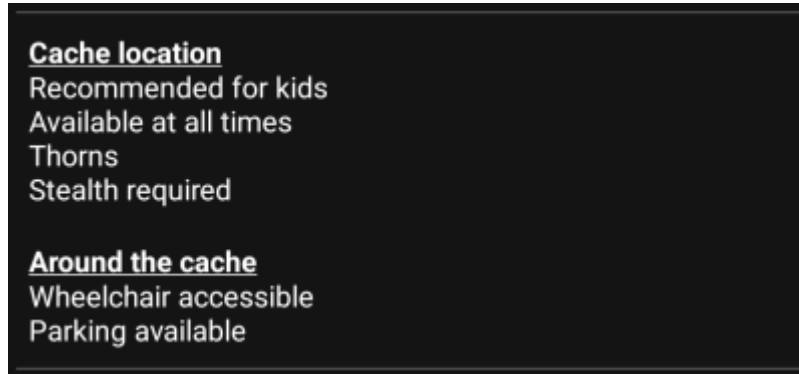 Cache location
Recommended for kids
Available at all times
Thorns
Stealth required
Around the cache
Wheelchair accessible
Parking available